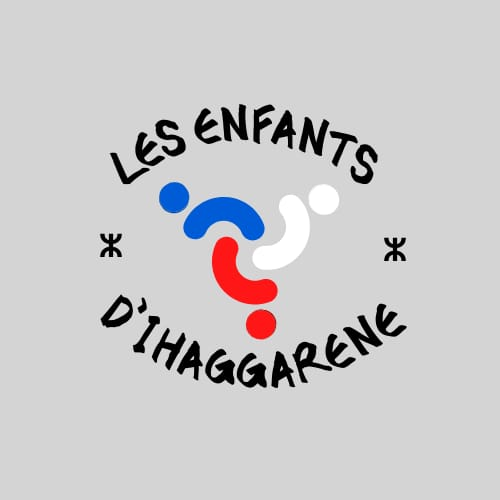 LES ENFANTS
ⵣ ⵣ
D'IHAGGARENE